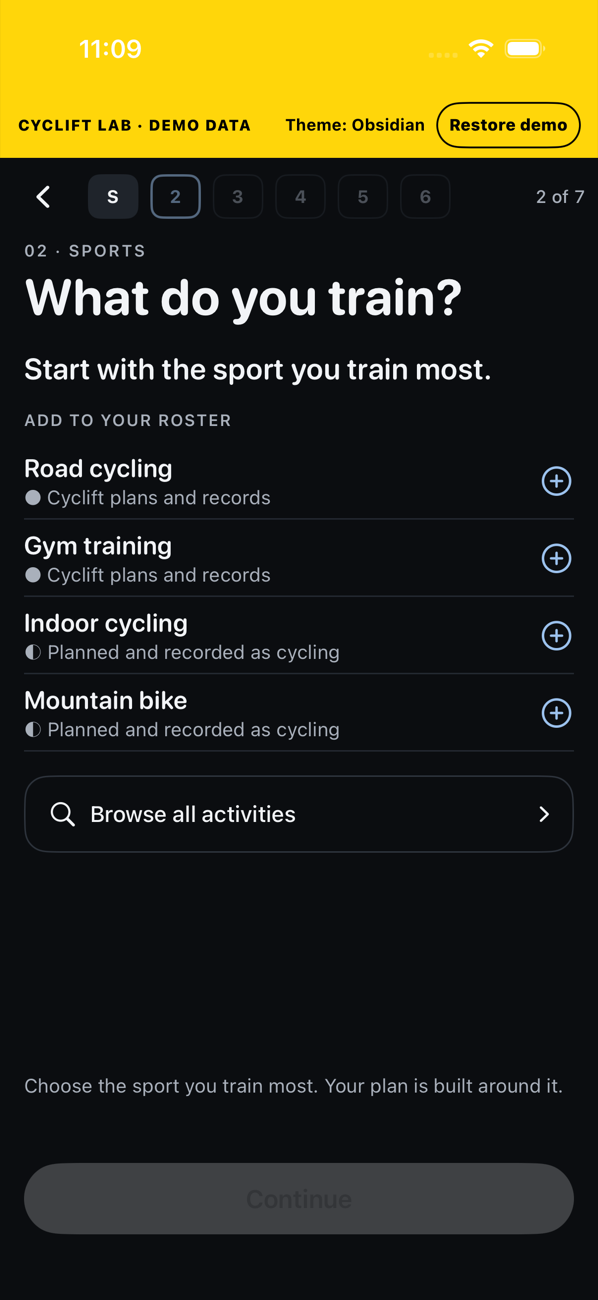 11:09
CYCLIFT LAB · DEMO DATA
Theme: Obsidian
Restore demo
S
2
3
4
5
6
2 of 7
02 · SPORTS
What do you train?
Start with the sport you train most.
ADD TO YOUR ROSTER
Road cycling
Cyclift plans and records
Gym training
Cyclift plans and records
Indoor cycling
Planned and recorded as cycling
Mountain bike
Planned and recorded as cycling
Browse all activities
Choose the sport you train most. Your plan is built around it.
Continue